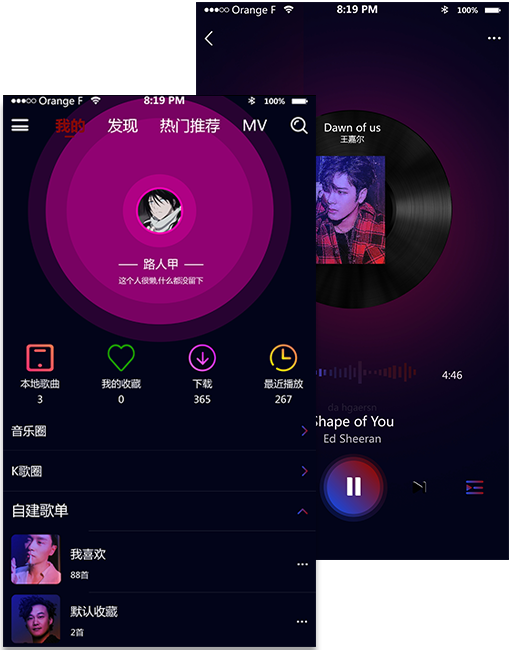 ●●●○○ Orange F 8:19 PM 100%
Dawn of us
王嘉尔
4:46
da hgaersn
Shape of You
Ed Sheeran
●●●○○ Orange F 8:19 PM 100%
我的 发现 热门推荐 MV
路人甲
这个人很懒,什么都没留下
本地歌曲 我的收藏 下载 最近播放
3 0 365 267
音乐圈
K歌圈
自建歌单
我喜欢
88首
默认收藏
2首